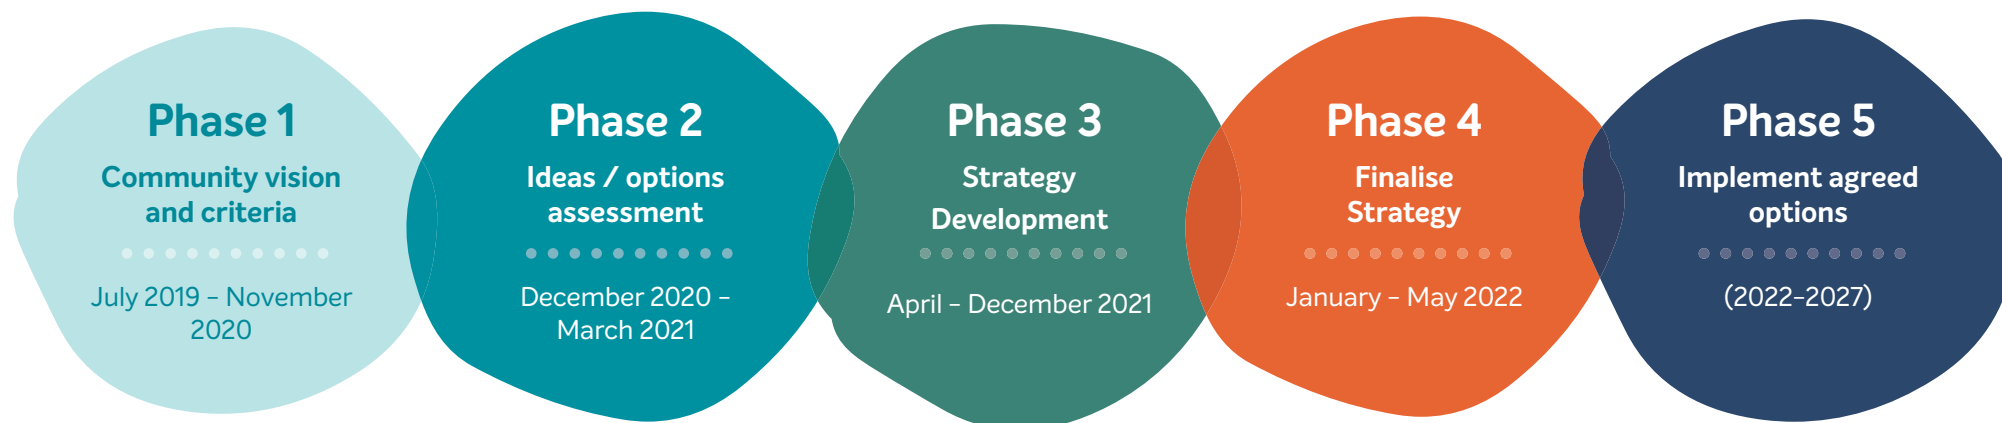 Phase 1
Community vision
and criteria
July 2019 – November
2020
Phase 2
Ideas / options
assessment
December 2020 –
March 2021
Phase 3
Strategy
Development
April – December 2021
Phase 4
Finalise
Strategy
January – May 2022
Phase 5
Implement agreed
options
(2022–2027)